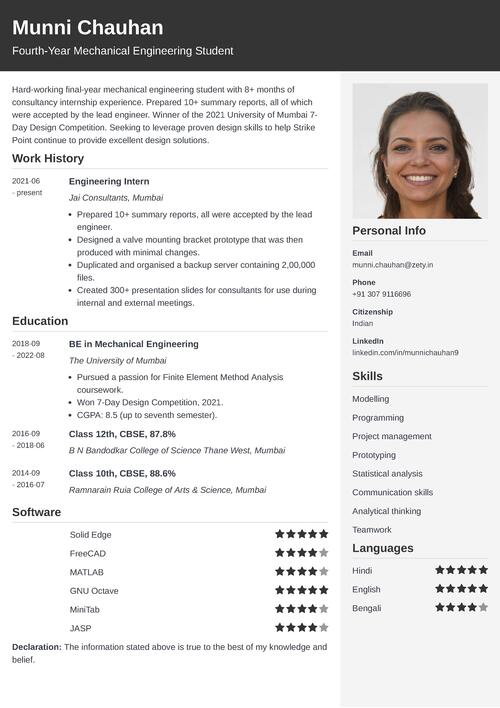 Munni Chauhan
Fourth-Year Mechanical Engineering Student
Hard-working final-year mechanical engineering student with 8+ months of
consultancy internship experience. Prepared 10+ summary reports, all of which
were accepted by the lead engineer. Winner of the 2021 University of Mumbai 7-
Day Design Competition. Seeking to leverage proven design skills to help Strike
Point continue to provide excellent design solutions.
Work History
2021-06
- present
Engineering Intern
Jai Consultants, Mumbai
• Prepared 10+ summary reports, all were accepted by the lead
engineer.
• Designed a valve mounting bracket prototype that was then
produced with minimal changes.
• Duplicated and organised a backup server containing 2,00,000
files.
• Created 300+ presentation slides for consultants for use during
internal and external meetings.
Education
2018-09
- 2022-08
BE in Mechanical Engineering
The University of Mumbai
• Pursued a passion for Finite Element Method Analysis
coursework.
• Won 7-Day Design Competition, 2021.
• CGPA: 8.5 (up to seventh semester).
2016-09
- 2018-06
Class 12th, CBSE, 87.8%
B N Bandodkar College of Science Thane West, Mumbai
2014-09
- 2016-07
Class 10th, CBSE, 88.6%
Ramnarain Ruia College of Arts & Science, Mumbai
Software
Solid Edge
FreeCAD
MATLAB
GNU Octave
MiniTab
JASP
Declaration: The information stated above is true to the best of my knowledge and
belief.
Personal Info
Email
munni.chauhan@zety.in
Phone
+91 307 9116696
Citizenship
Indian
LinkedIn
linkedin.com/in/munnichauhan9
Skills
Modelling
Programming
Project management
Prototyping
Statistical analysis
Communication skills
Analytical thinking
Teamwork
Languages
Hindi
English
Bengali